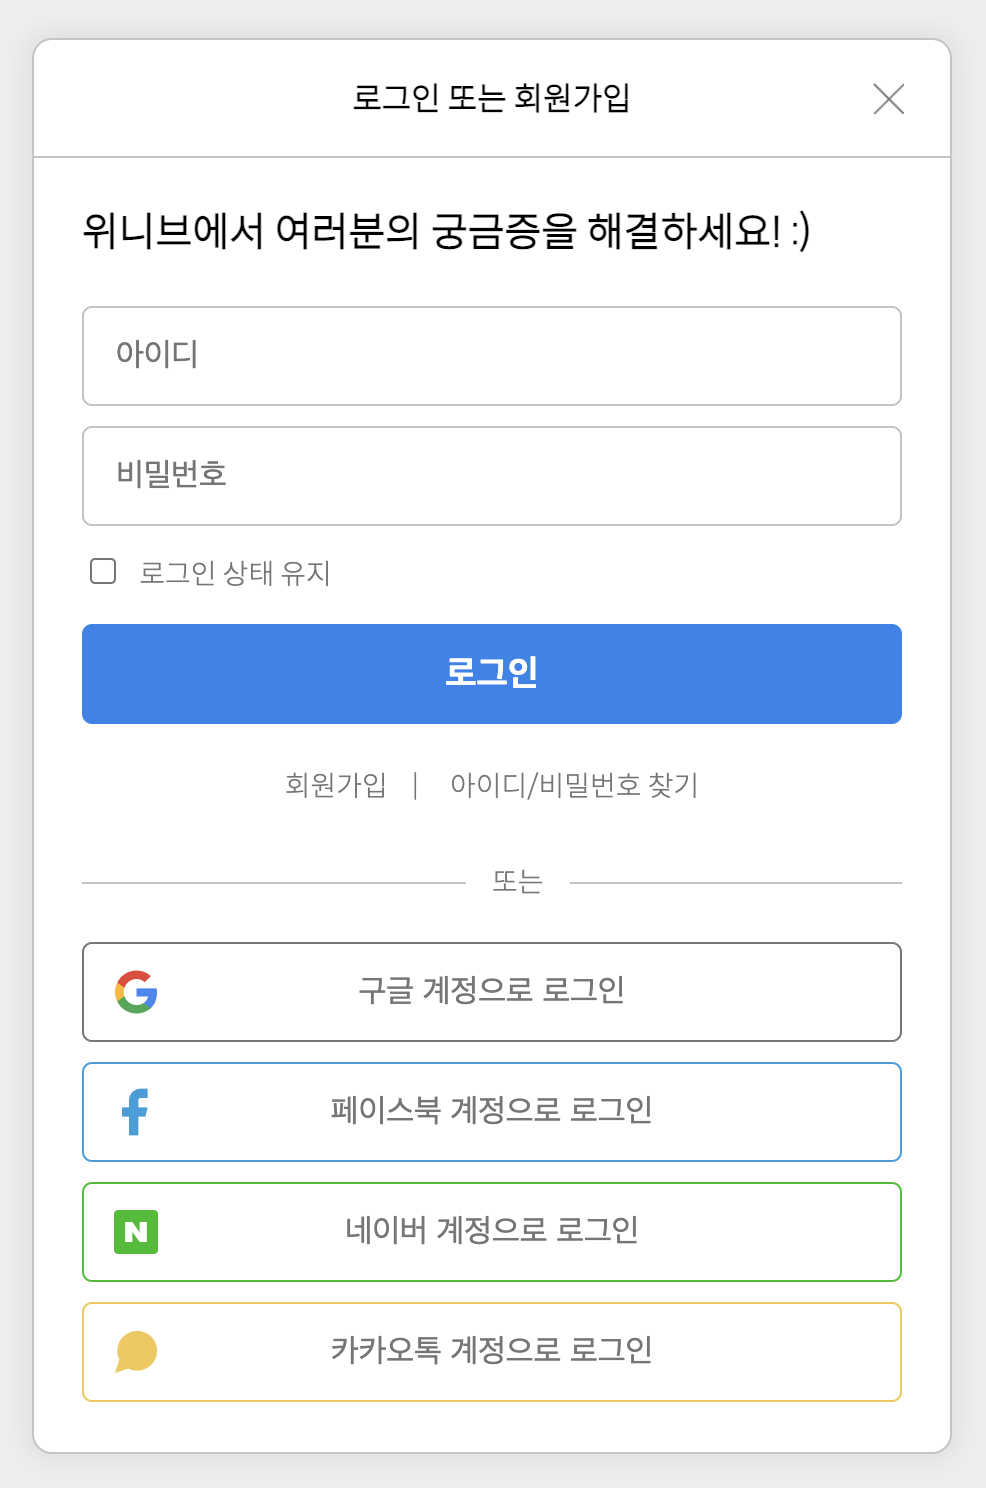 로그인 또는 회원가입
위니브에서 여러분의 궁금증을 해결하세요! :)
아이디
비밀번호
로그인 상태 유지
로그인
회원가입 | 아이디/비밀번호 찾기
또는
구글 계정으로 로그인
페이스북 계정으로 로그인
네이버 계정으로 로그인
카카오톡 계정으로 로그인